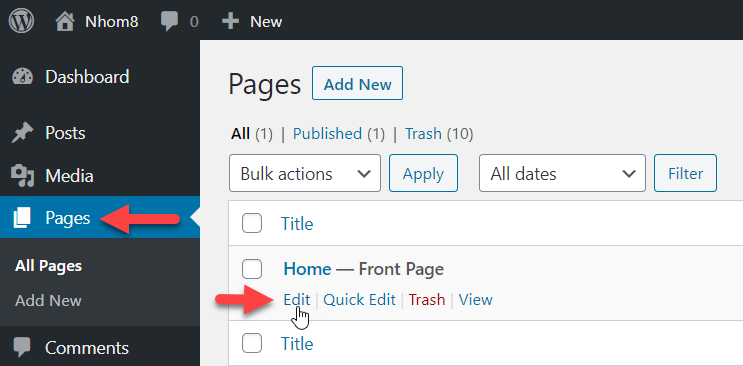 Nhom8 0 New
Dashboard
Posts
Media
Pages
All Pages
Add New
Comments
Pages Add New
All (1) | Published (1) | Trash (10)
Bulk actions Apply All dates Filter
Title
Home — Front Page
Edit | Quick Edit | Trash | View
Title